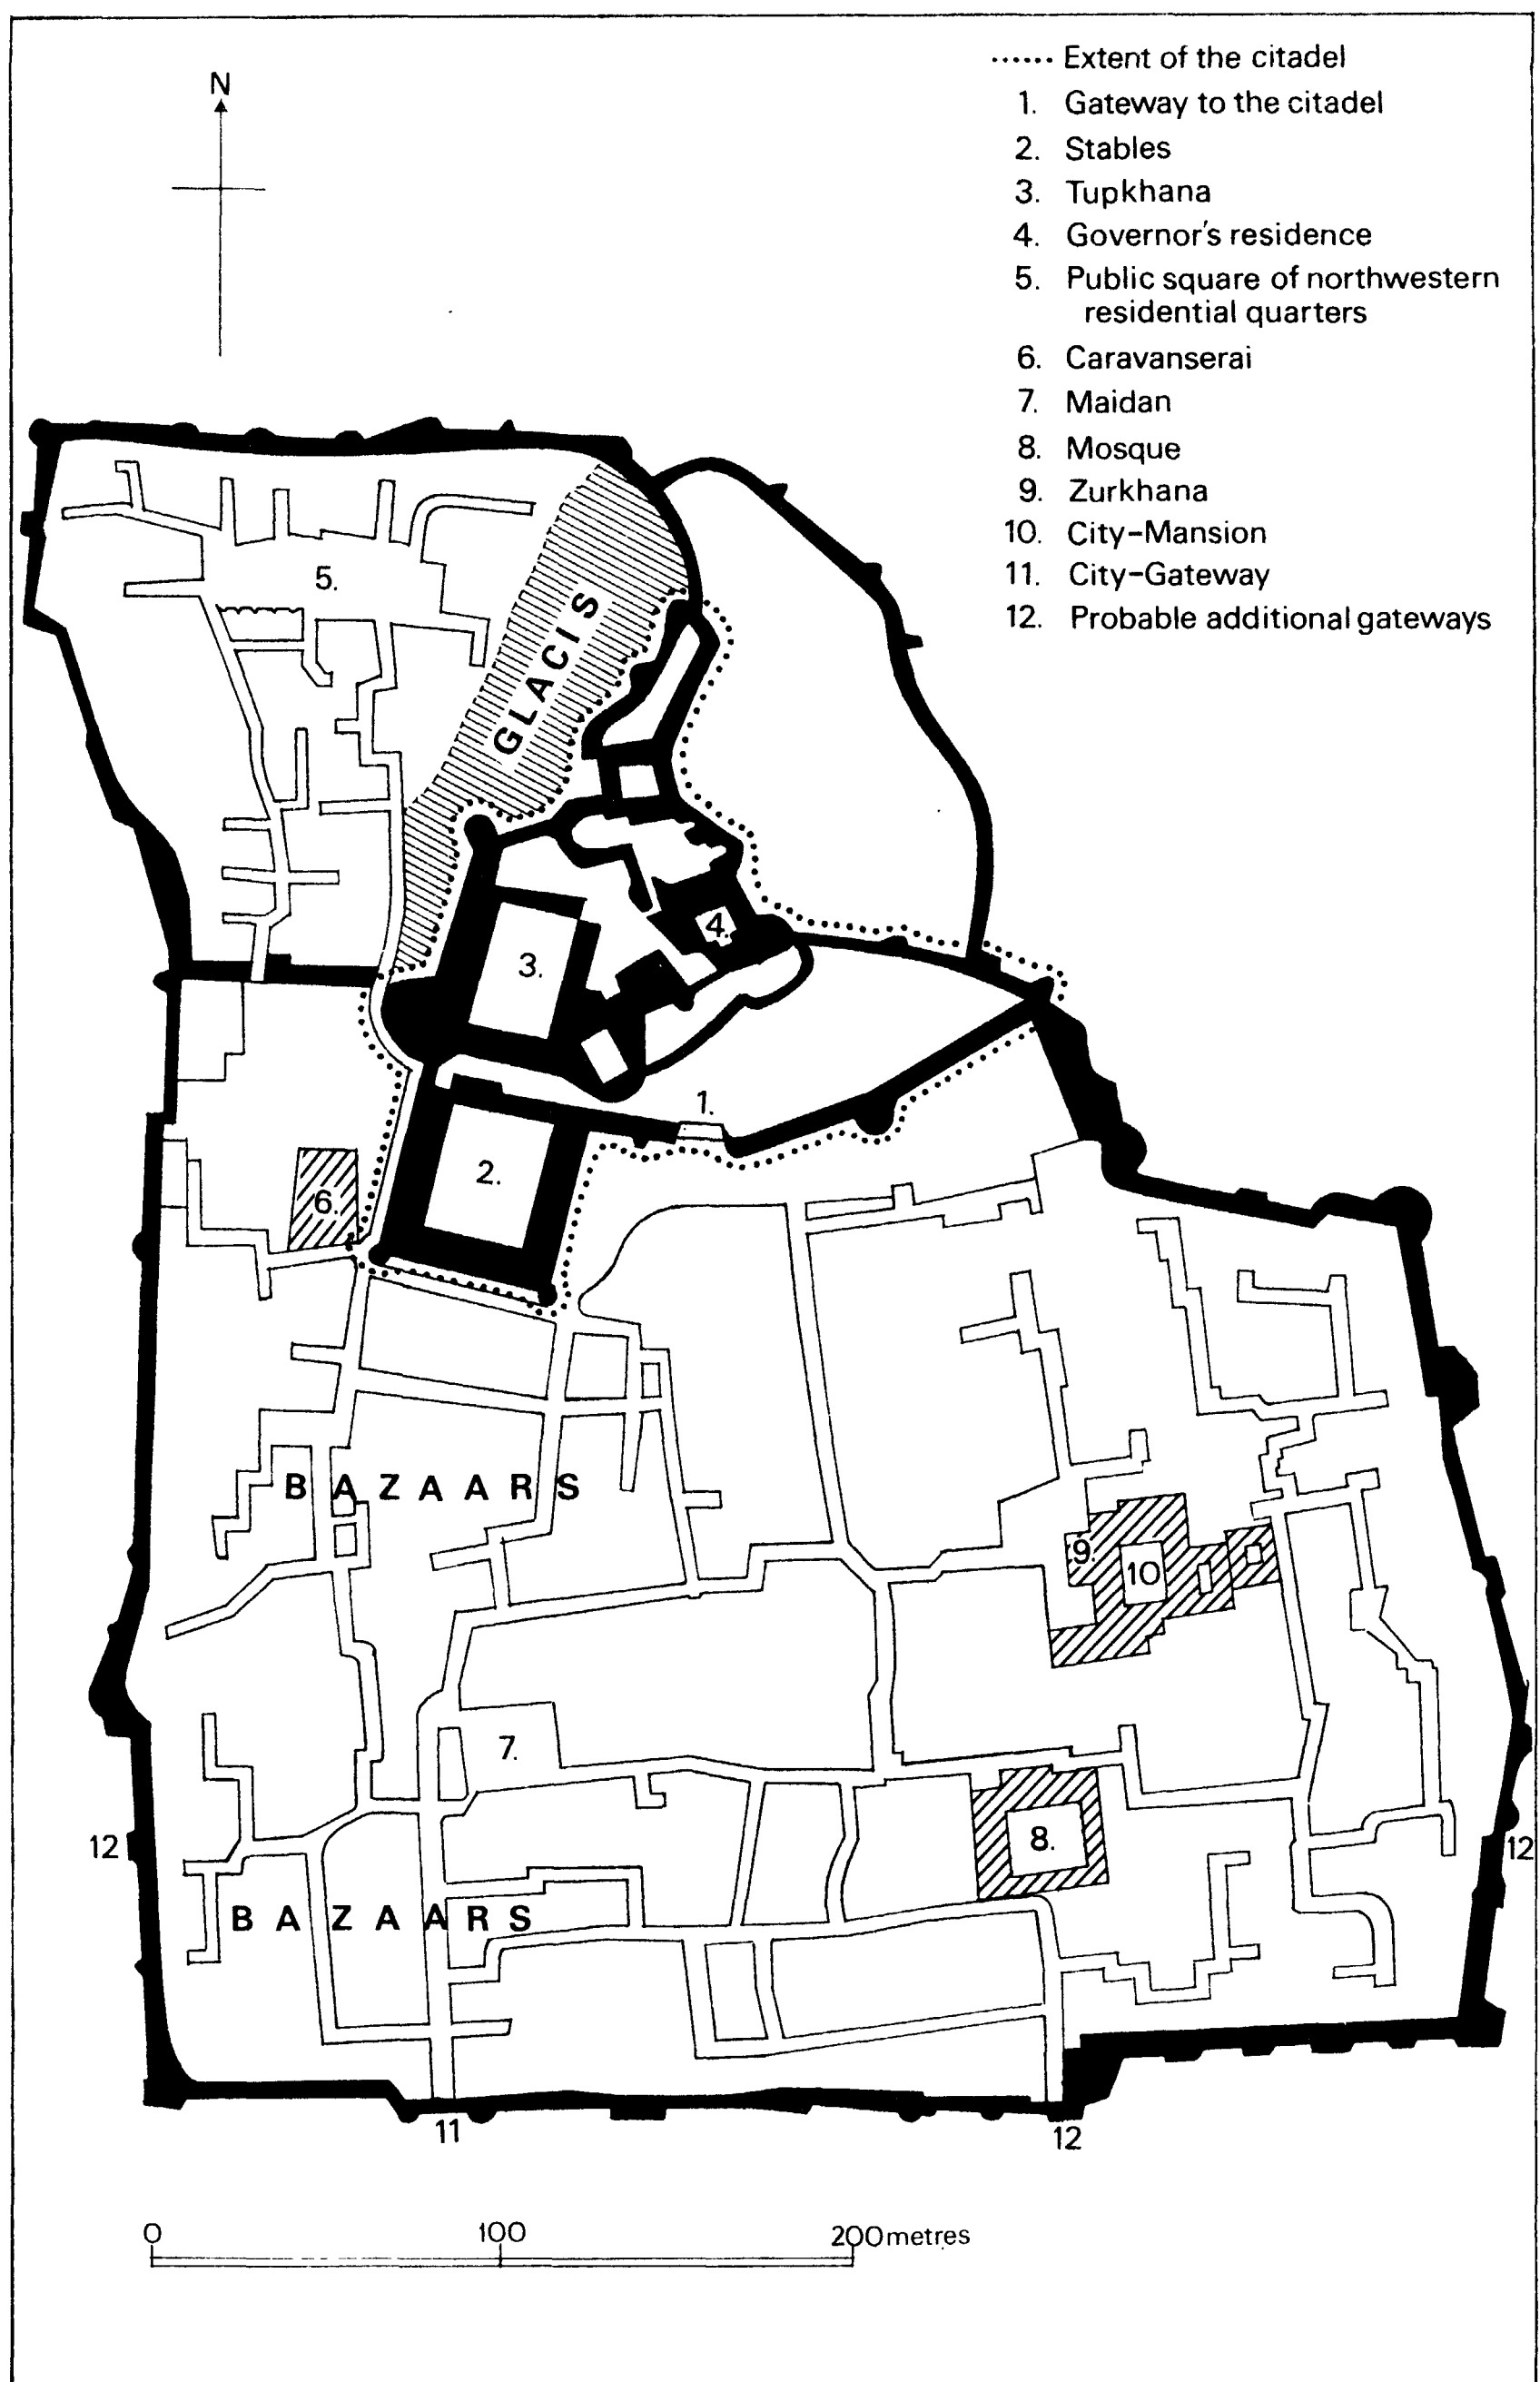 N
...... Extent of the citadel
1. Gateway to the citadel
2. Stables
3. Tupkhana
4. Governor's residence
5. Public square of northwestern
residential quarters
6. Caravanserai
7. Maidan
8. Mosque
9. Zurkhana
10. City-Mansion
11. City-Gateway
12. Probable additional gateways
5.
GLACIS
4.
3.
1.
2.
6.
BAZAARS
9.
10
7.
8.
12
12
BAZAARS
11
12
0 100 200 metres